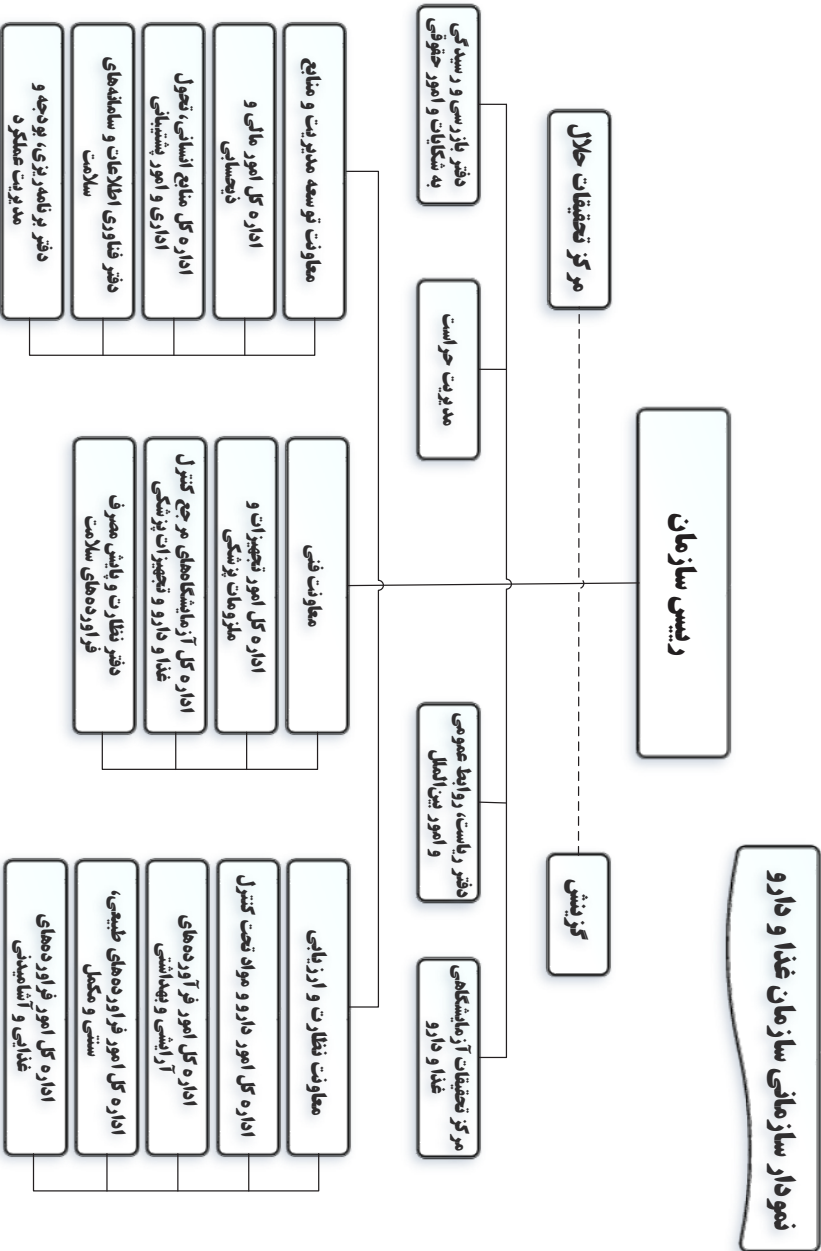 نمودار سازمانی سازمان غذا و دارو
رییس سازمان
گزینش
مرکز تحقیقات حلال
مرکز تحقیقات آزمایشگاهی
غذا و دارو
دفتر ریاست، روابط عمومی
و امور بین‌الملل
مدیریت حراست
دفتر بازرسی و رسیدگی
به شکایات و امور حقوقی
معاونت نظارت و ارزیابی
اداره کل امور دارو و مواد تحت کنترل
اداره کل امور فرآورده‌های
آرایشی و بهداشتی
اداره کل امور فراورده‌های طبیعی،
سنتی و مکمل
اداره کل امور فراورده‌های
غذایی و آشامیدنی
معاونت فنی
اداره کل امور تجهیزات و
ملزومات پزشکی
اداره کل آزمایشگاه‌های مرجع کنترل
غذا و دارو و تجهیزات پزشکی
دفتر نظارت و پایش مصرف
فراورده‌های سلامت
معاونت توسعه مدیریت و منابع
اداره کل امور مالی و
ذیحسابی
اداره کل منابع انسانی، تحول
اداری و امور پشتیبانی
دفتر فناوری اطلاعات و سامانه‌های
سلامت
دفتر برنامه‌ریزی، بودجه و
مدیریت عملکرد